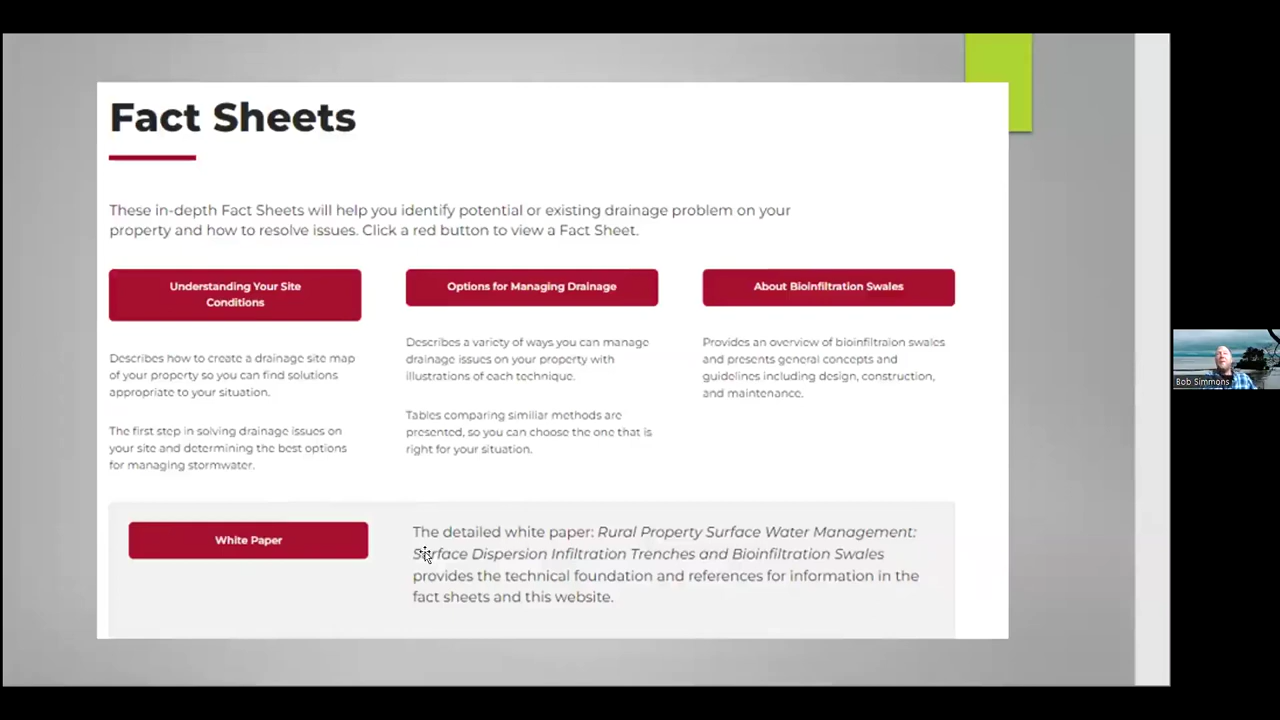 Fact Sheets
These in-depth Fact Sheets will help you identify potential or existing drainage problem on your
property and how to resolve issues. Click a red button to view a Fact Sheet.
Understanding Your Site
Conditions
Describes how to create a drainage site map
of your property so you can find solutions
appropriate to your situation.
The first step in solving drainage issues on
your site and determining the best options
for managing stormwater.
Options for Managing Drainage
Describes a variety of ways you can manage
drainage issues on your property with
illustrations of each technique.
Tables comparing similiar methods are
presented, so you can choose the one that is
right for your situation.
About Bioinfiltration Swales
Provides an overview of bioinfiltraion swales
and presents general concepts and
guidelines including design, construction,
and maintenance.
White Paper
The detailed white paper: Rural Property Surface Water Management:
Surface Dispersion Infiltration Trenches and Bioinfiltration Swales
provides the technical foundation and references for information in the
fact sheets and this website.
Bob Simmons